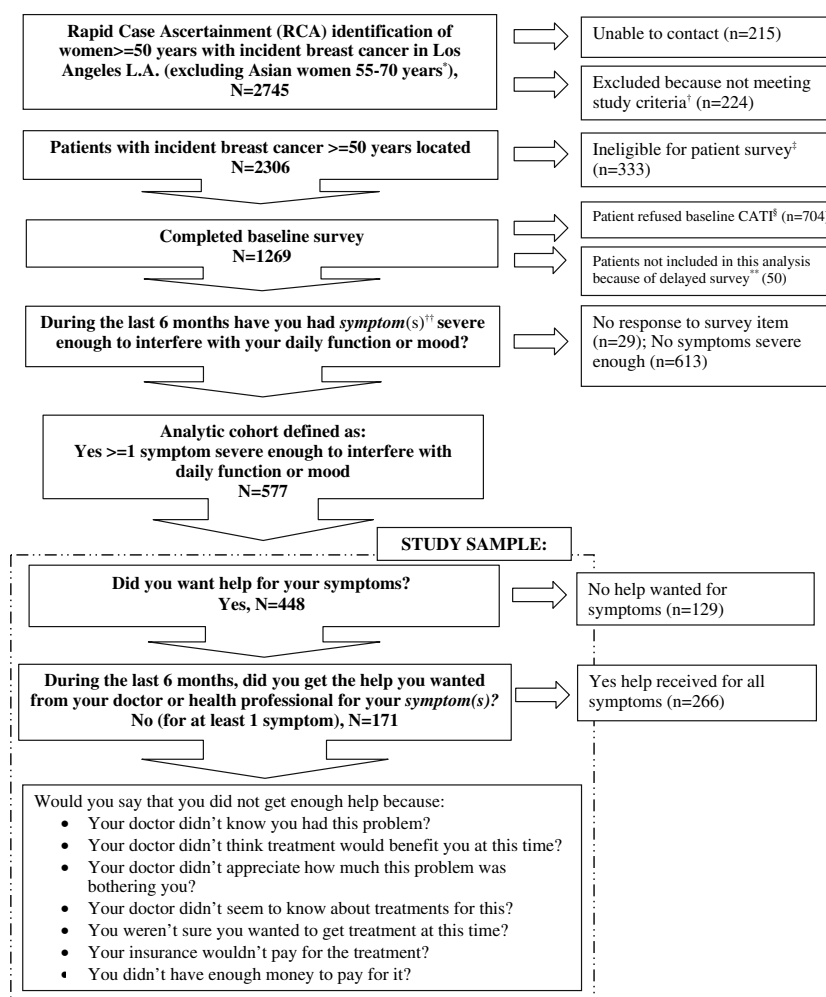 Rapid Case Ascertainment (RCA) identification of
women>=50 years with incident breast cancer in Los
Angeles L.A. (excluding Asian women 55-70 years*),
N=2745
Unable to contact (n=215)
Excluded because not meeting
study criteria† (n=224)
Patients with incident breast cancer >=50 years located
N=2306
Ineligible for patient survey‡
(n=333)
Completed baseline survey
N=1269
Patient refused baseline CATI§ (n=704)
Patients not included in this analysis
because of delayed survey** (50)
During the last 6 months have you had symptom(s)†† severe
enough to interfere with your daily function or mood?
No response to survey item
(n=29); No symptoms severe
enough (n=613)
Analytic cohort defined as:
Yes >=1 symptom severe enough to interfere with
daily function or mood
N=577
STUDY SAMPLE:
Did you want help for your symptoms?
Yes, N=448
No help wanted for
symptoms (n=129)
During the last 6 months, did you get the help you wanted
from your doctor or health professional for your symptom(s)?
No (for at least 1 symptom), N=171
Yes help received for all
symptoms (n=266)
Would you say that you did not get enough help because:
• Your doctor didn't know you had this problem?
• Your doctor didn't think treatment would benefit you at this time?
• Your doctor didn't appreciate how much this problem was
bothering you?
• Your doctor didn't seem to know about treatments for this?
• You weren't sure you wanted to get treatment at this time?
• Your insurance wouldn't pay for the treatment?
• You didn't have enough money to pay for it?